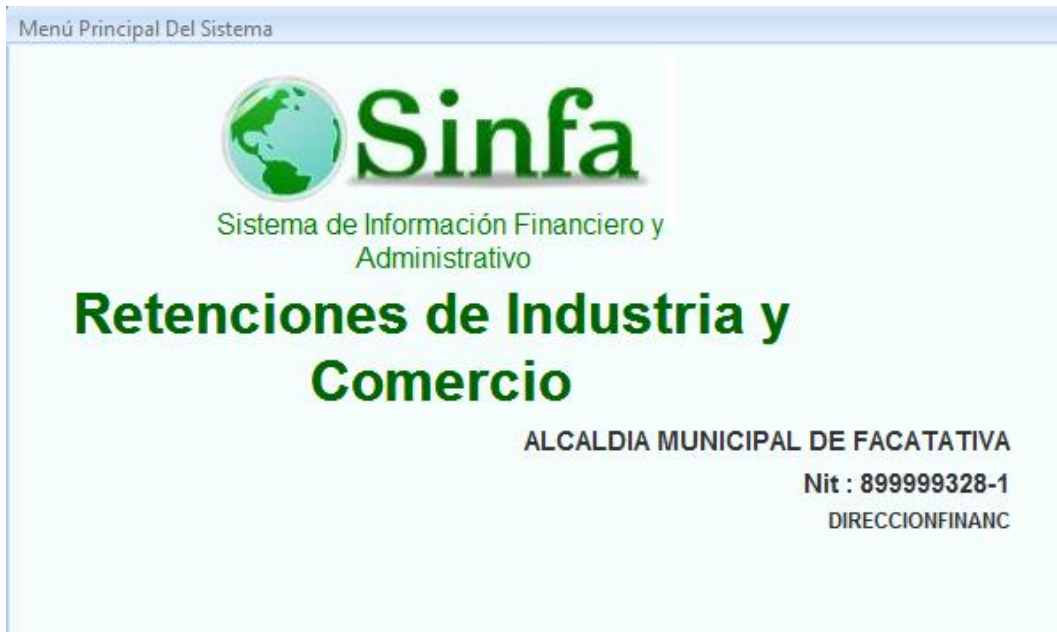 Menú Principal Del Sistema
Sinfa
Sistema de Información Financiero y
Administrativo
Retenciones de Industria y
Comercio
ALCALDIA MUNICIPAL DE FACATATIVA
Nit : 899999328-1
DIRECCIONFINANC